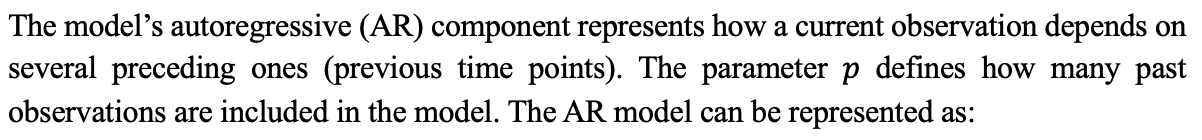 The model’s autoregressive (AR) component represents how a current observation depends on
several preceding ones (previous time points). The parameter p defines how many past
observations are included in the model. The AR model can be represented as: